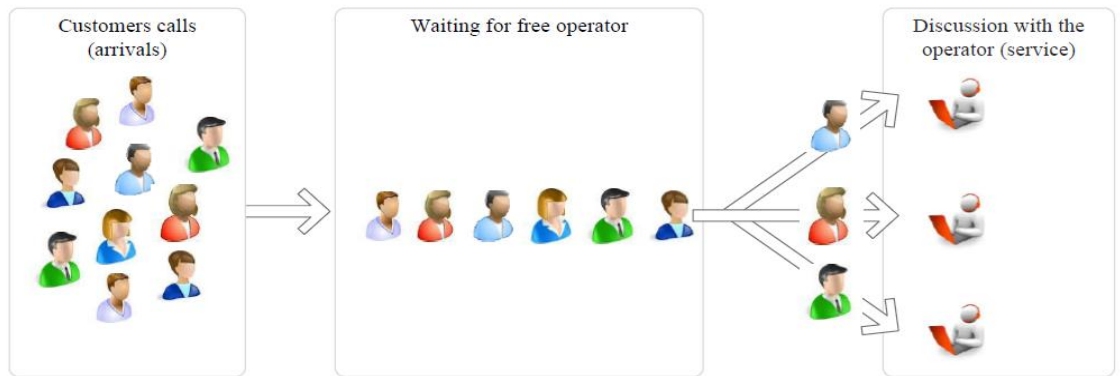 Customers calls
(arrivals)
Waiting for free operator
Discussion with the
operator (service)